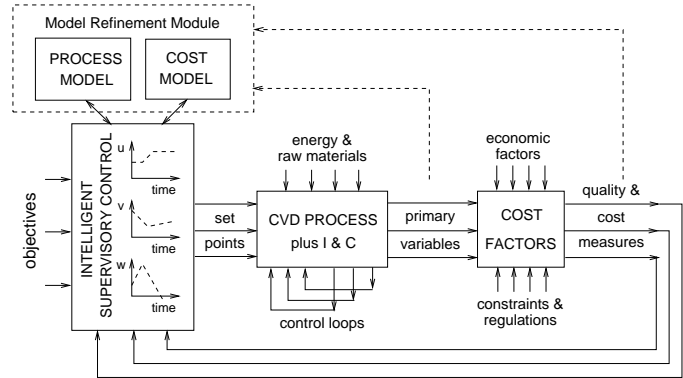 Model Refinement Module
PROCESS
MODEL
COST
MODEL
objectives
INTELLIGENT
SUPERVISORY CONTROL
u
time
v
time
w
time
set
points
energy &
raw materials
CVD PROCESS
plus I & C
control loops
primary
variables
economic
factors
COST
FACTORS
constraints &
regulations
quality &
cost
measures